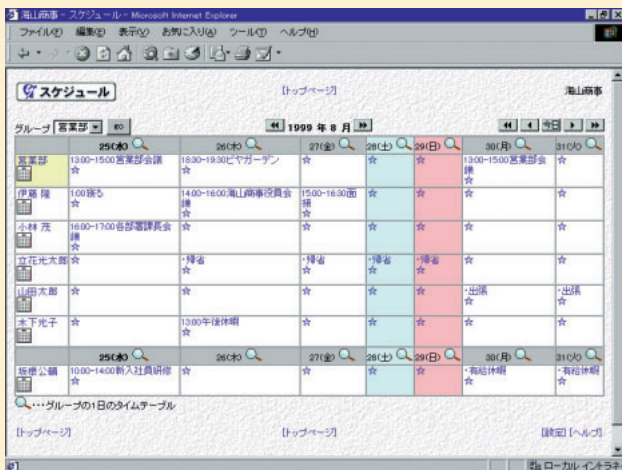 海山商事 - スケジュール - Microsoft Internet Explorer
ファイル(F) 編集(E) 表示(V) お気に入り(A) ツール(T) ヘルプ(H)
スケジュール [トップページ] 海山商事
グループ 営業部 GO 1999 年 8 月 今日
25(水) 26(木) 27(金) 28(土) 29(日) 30(月) 31(火)
営業部 13:00-15:00営業部会議 18:30-19:30ビヤガーデン ☆ ☆ ☆ 13:00-15:00営業部会議 ☆
☆ ☆ ☆
伊藤 隆 1:00寝る 14:00-16:00海山商事役員会議 15:00-16:30面接 ☆ ☆ ☆ ☆
☆ ☆ ☆
小林 茂 16:00-17:00各部署課長会議 ☆ ☆ ☆ ☆ ☆ ☆
☆
立花光太郎 ☆ ・帰省 ・帰省 ・帰省 ・帰省 ☆ ☆
☆ ☆ ☆ ☆
山田太郎 ☆ ☆ ☆ ☆ ☆ ・出張 ・出張
☆ ☆
木下光子 ☆ 13:00午後休暇 ☆ ☆ ☆ ☆ ☆
☆
25(水) 26(木) 27(金) 28(土) 29(日) 30(月) 31(火)
坂根公輔 10:00-14:00新入社員研修 ☆ ☆ ☆ ☆ ・有給休暇 ・有給休暇
☆ ☆ ☆
・・・グループの1日のタイムテーブル
[トップページ] [トップページ] [設定] [ヘルプ]
ローカル イントラネ